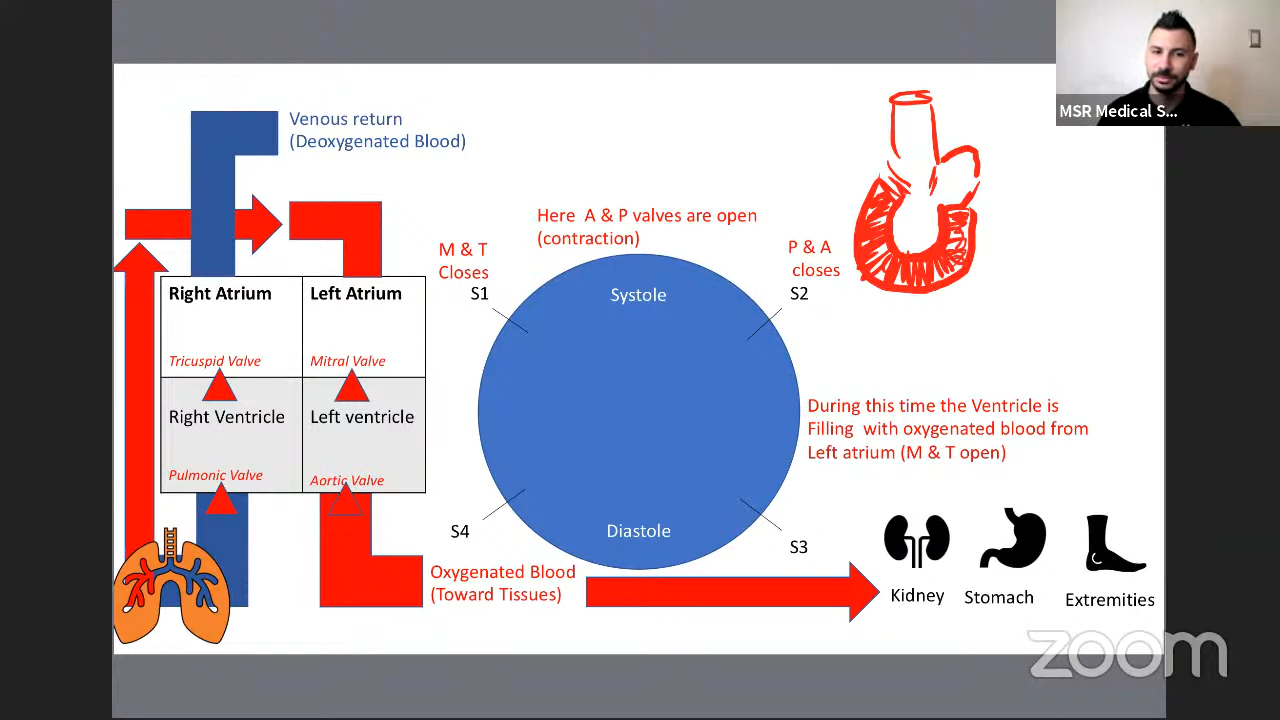 MSR Medical S...
Venous return
(Deoxygenated Blood)
Here A & P valves are open
(contraction)
M & T
Closes
S1
P & A
closes
S2
Systole
Right Atrium
Left Atrium
Tricuspid Valve
Mitral Valve
Right Ventricle
Left ventricle
Pulmonic Valve
Aortic Valve
During this time the Ventricle is
Filling with oxygenated blood from
Left atrium (M & T open)
S4
Diastole
S3
Oxygenated Blood
(Toward Tissues)
Kidney
Stomach
Extremities
zoom